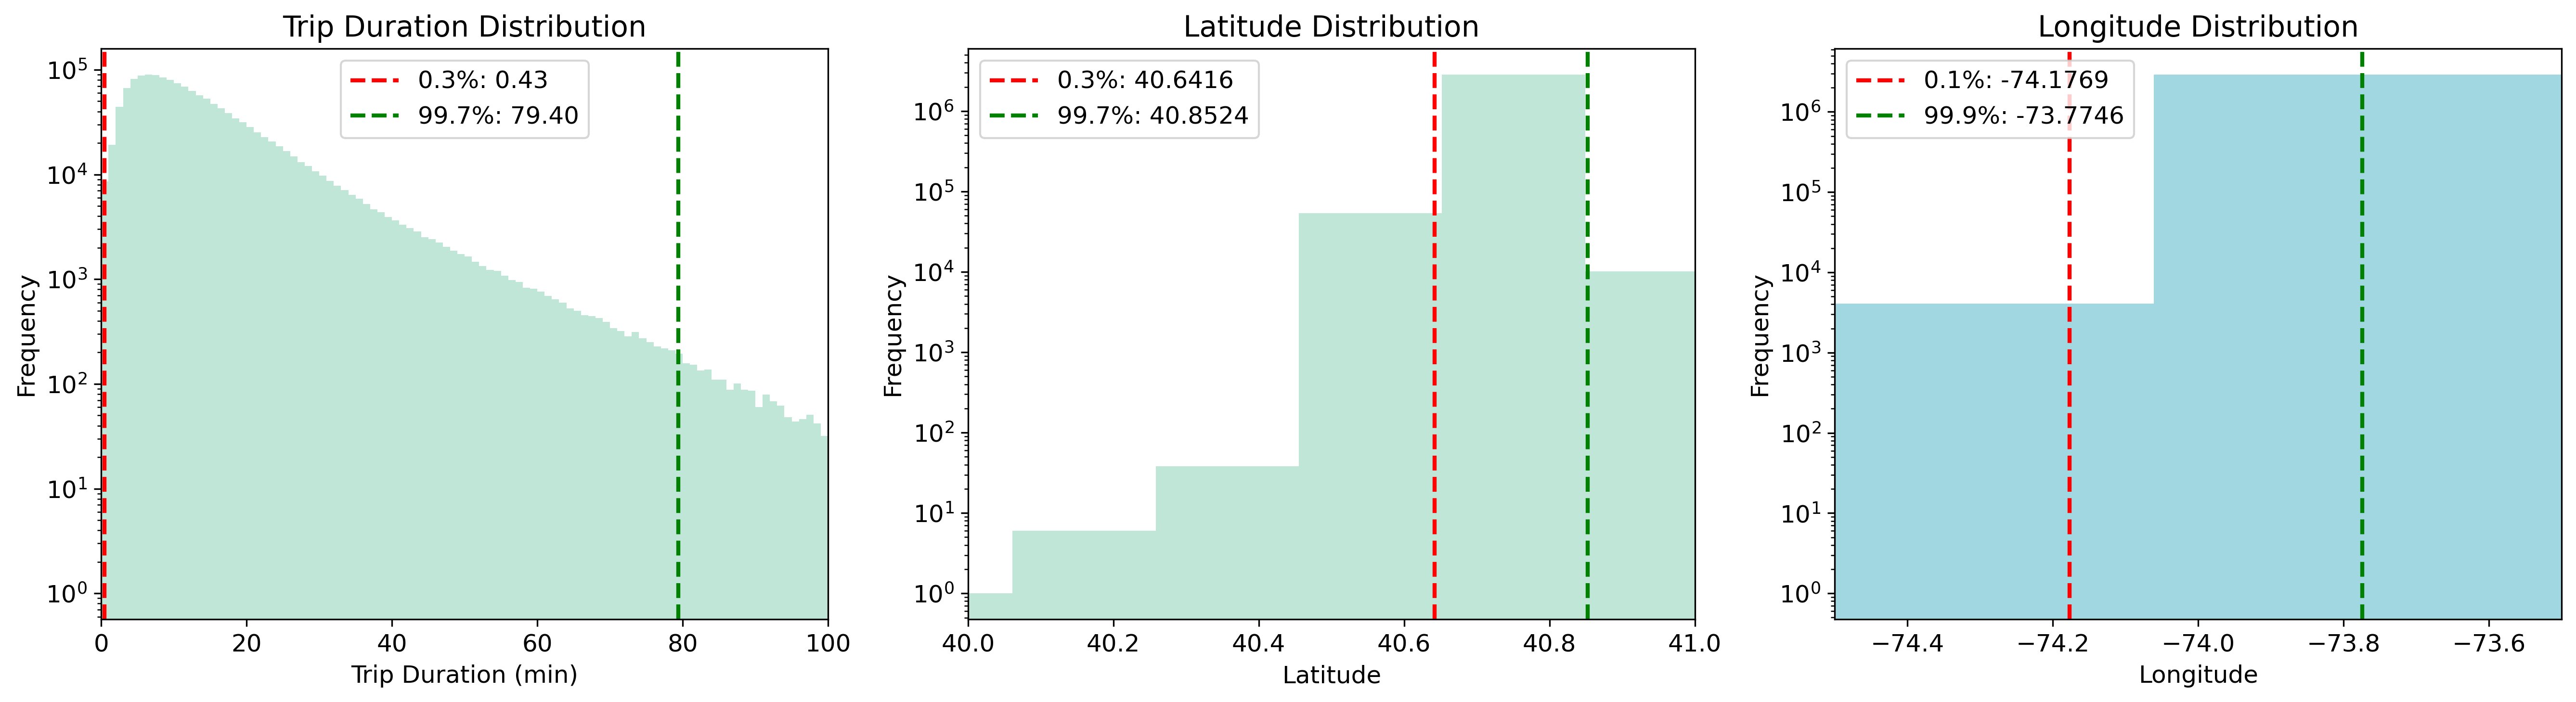 Trip Duration Distribution
10^5
10^4
10^3
10^2
10^1
10^0
Frequency
0.3%: 0.43
99.7%: 79.40
0 20 40 60 80 100
Trip Duration (min)
Latitude Distribution
10^6
10^5
10^4
10^3
10^2
10^1
10^0
Frequency
0.3%: 40.6416
99.7%: 40.8524
40.0 40.2 40.4 40.6 40.8 41.0
Latitude
Longitude Distribution
10^6
10^5
10^4
10^3
10^2
10^1
10^0
Frequency
0.1%: -74.1769
99.9%: -73.7746
−74.4 −74.2 −74.0 −73.8 −73.6
Longitude